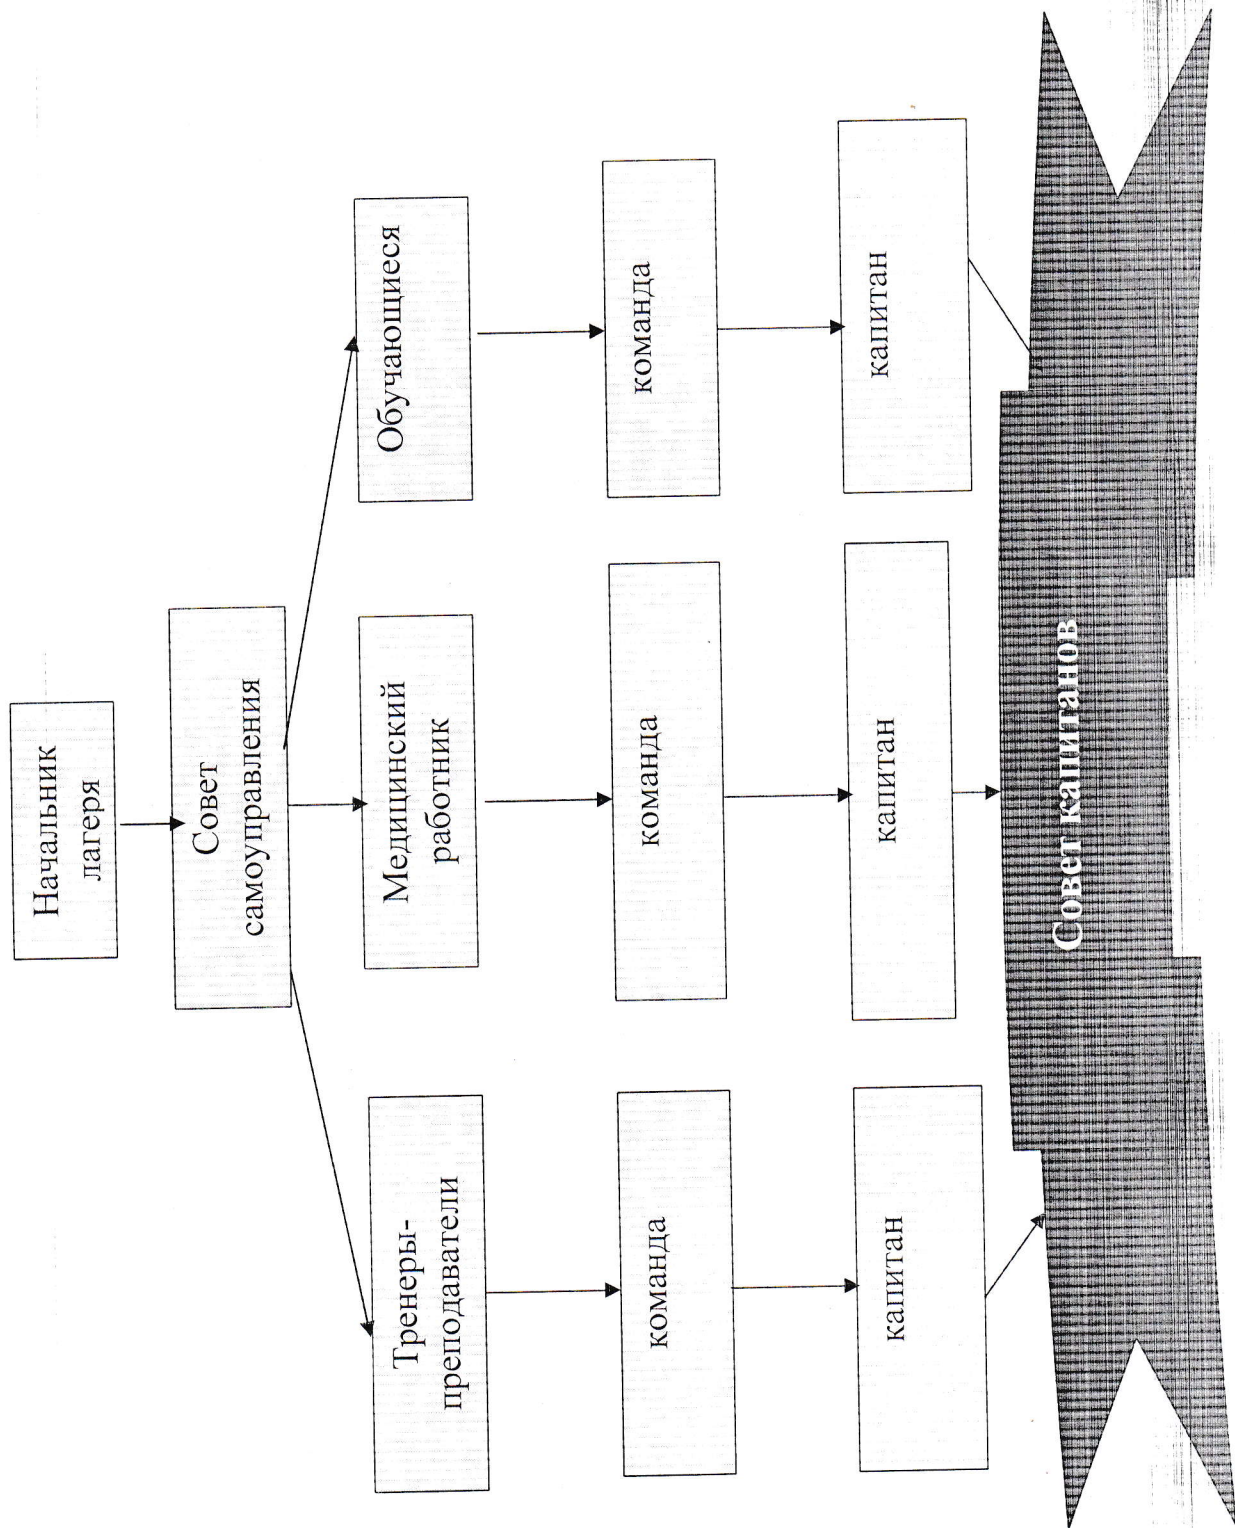 Начальник
лагеря
Совет
самоуправления
Тренеры-
преподаватели
Медицинский
работник
Обучающиеся
команда
команда
команда
капитан
капитан
капитан
Совет капитанов